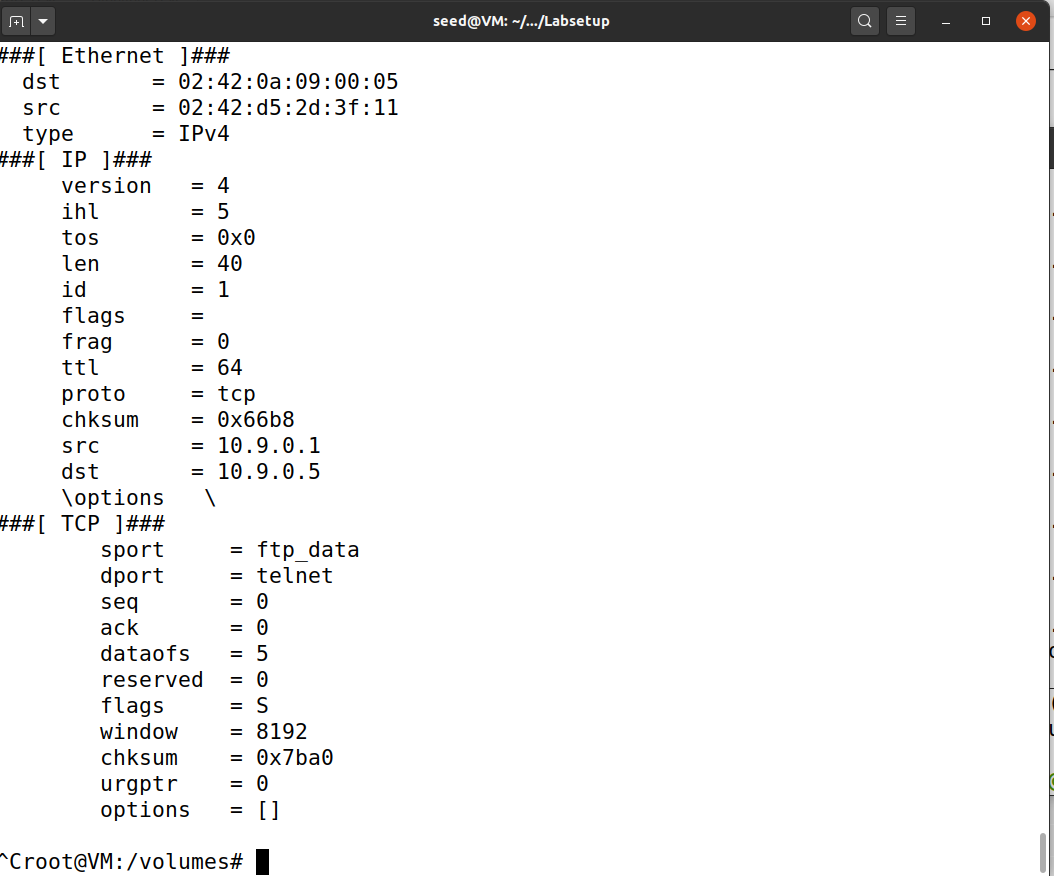 seed@VM: ~/.../Labsetup
###[ Ethernet ]###
  dst       = 02:42:0a:09:00:05
  src       = 02:42:d5:2d:3f:11
  type      = IPv4
###[ IP ]###
     version   = 4
     ihl       = 5
     tos       = 0x0
     len       = 40
     id        = 1
     flags     =
     frag      = 0
     ttl       = 64
     proto     = tcp
     chksum    = 0x66b8
     src       = 10.9.0.1
     dst       = 10.9.0.5
     \options   \
###[ TCP ]###
        sport     = ftp_data
        dport     = telnet
        seq       = 0
        ack       = 0
        dataofs   = 5
        reserved  = 0
        flags     = S
        window    = 8192
        chksum    = 0x7ba0
        urgptr    = 0
        options   = []
^Croot@VM:/volumes#